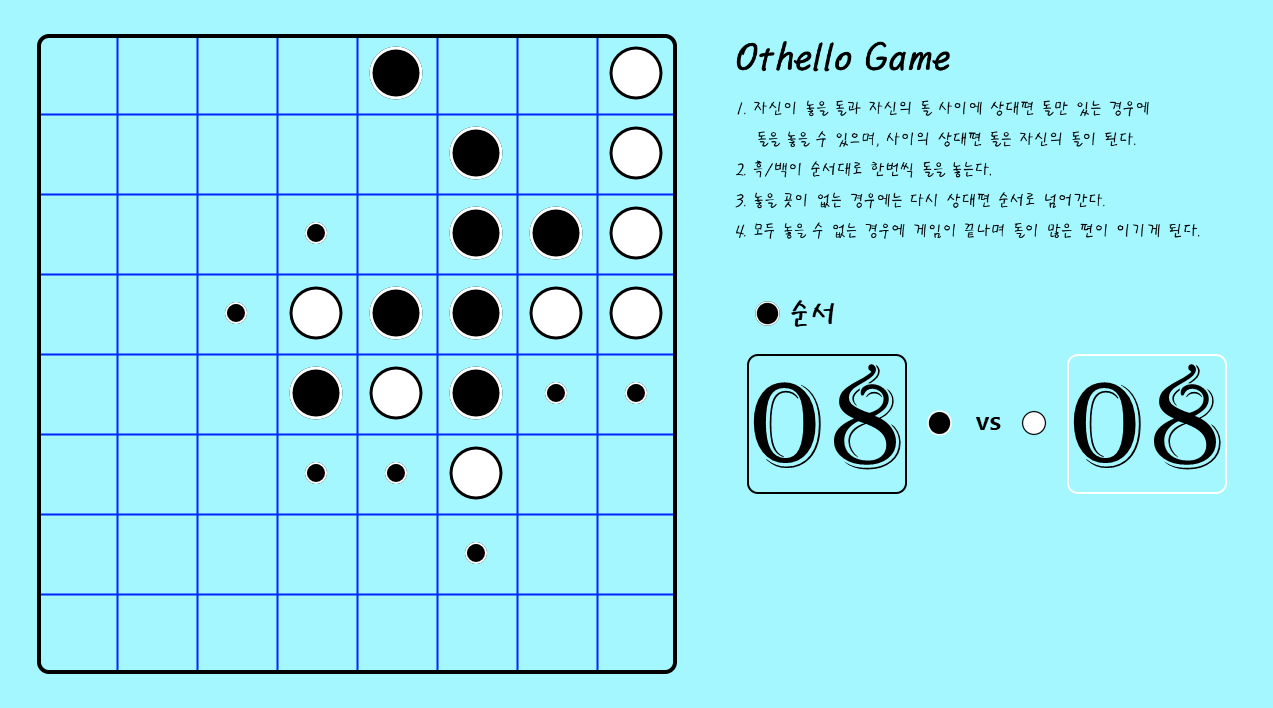 Othello Game
1. 자신이 놓을 돌과 자신의 돌 사이에 상대편 돌만 있는 경우에
돌을 놓을 수 있으며, 사이의 상대편 돌은 자신의 돌이 된다.
2. 흑/백이 순서대로 한번씩 돌을 놓는다.
3. 놓을 곳이 없는 경우에는 다시 상대편 순서로 넘어간다.
4. 모두 놓을 수 없는 경우에 게임이 끝나며 돌이 많은 편이 이기게 된다.
순서
08 vs 08